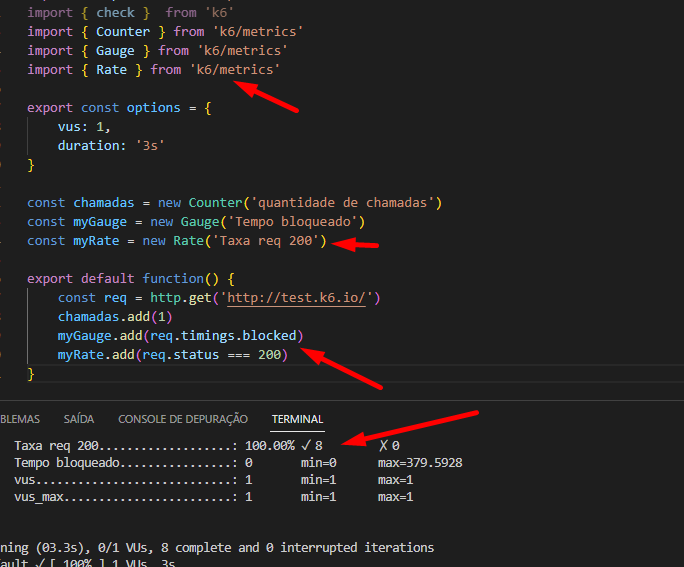 import { check }  from 'k6'
import { Counter } from 'k6/metrics'
import { Gauge } from 'k6/metrics'
import { Rate } from 'k6/metrics'
export const options = {
vus: 1,
duration: '3s'
}
const chamadas = new Counter('quantidade de chamadas')
const myGauge = new Gauge('Tempo bloqueado')
const myRate = new Rate('Taxa req 200')
export default function() {
const req = http.get('http://test.k6.io/')
chamadas.add(1)
myGauge.add(req.timings.blocked)
myRate.add(req.status === 200)
}
BLEMAS SAÍDA CONSOLE DE DEPURAÇÃO TERMINAL
Taxa req 200...................: 100.00% ✓ 8 ✗ 0
Tempo bloqueado................: 0 min=0 max=379.5928
vus............................: 1 min=1 max=1
vus_max........................: 1 min=1 max=1
ning (03.3s), 0/1 VUs, 8 complete and 0 interrupted iterations
fault ✓ [ 100% ] 1 VUs 3s